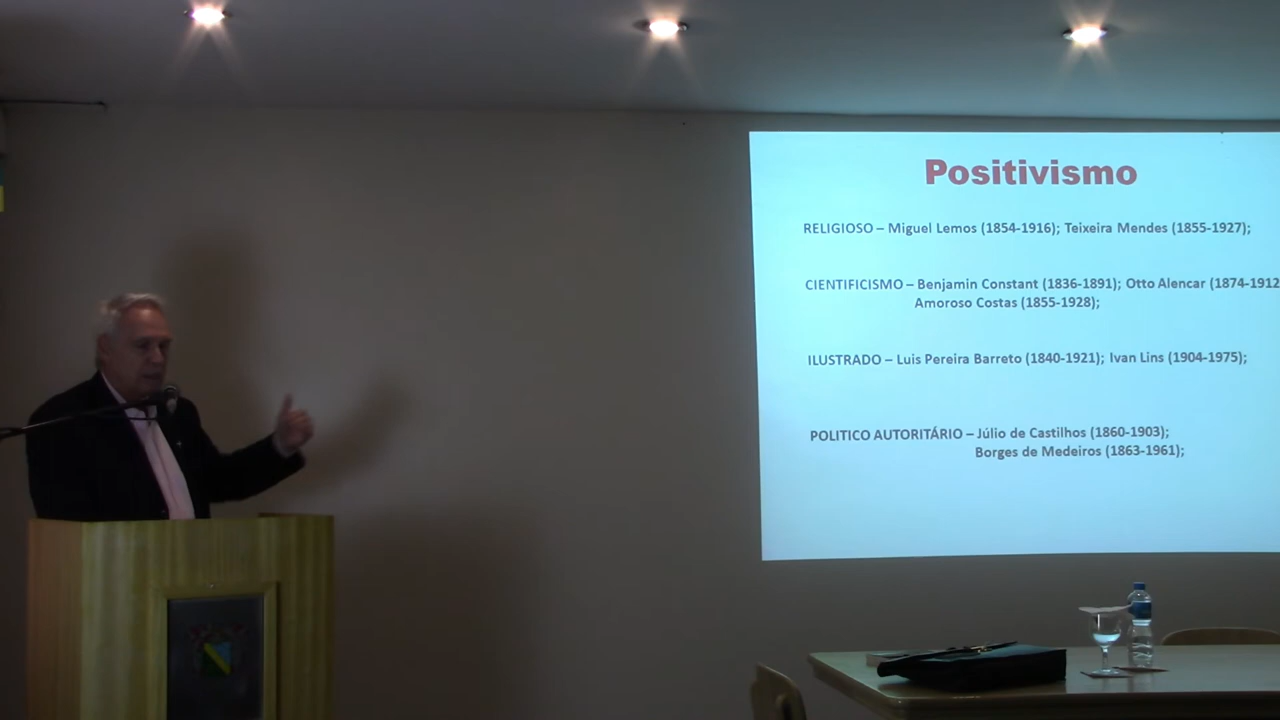 Positivismo
RELIGIOSO – Miguel Lemos (1854-1916); Teixeira Mendes (1855-1927);
CIENTIFICISMO – Benjamin Constant (1836-1891); Otto Alencar (1874-1912
Amoroso Costas (1855-1928);
ILUSTRADO – Luis Pereira Barreto (1840-1921); Ivan Lins (1904-1975);
POLITICO AUTORITÁRIO – Júlio de Castilhos (1860-1903);
Borges de Medeiros (1863-1961);